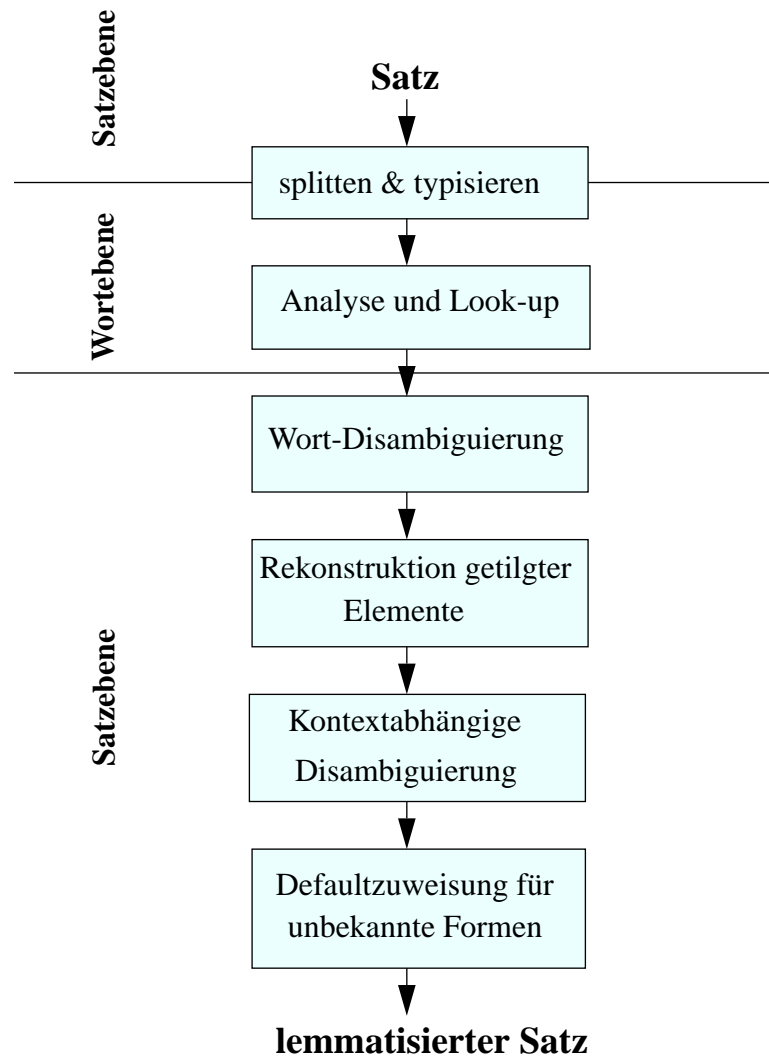 Satzebene
Satz
splitten & typisieren
Wortebene
Analyse und Look-up
Wort-Disambiguierung
Rekonstruktion getilgter
Elemente
Satzebene
Kontextabhängige
Disambiguierung
Defaultzuweisung für
unbekannte Formen
lemmatisierter Satz